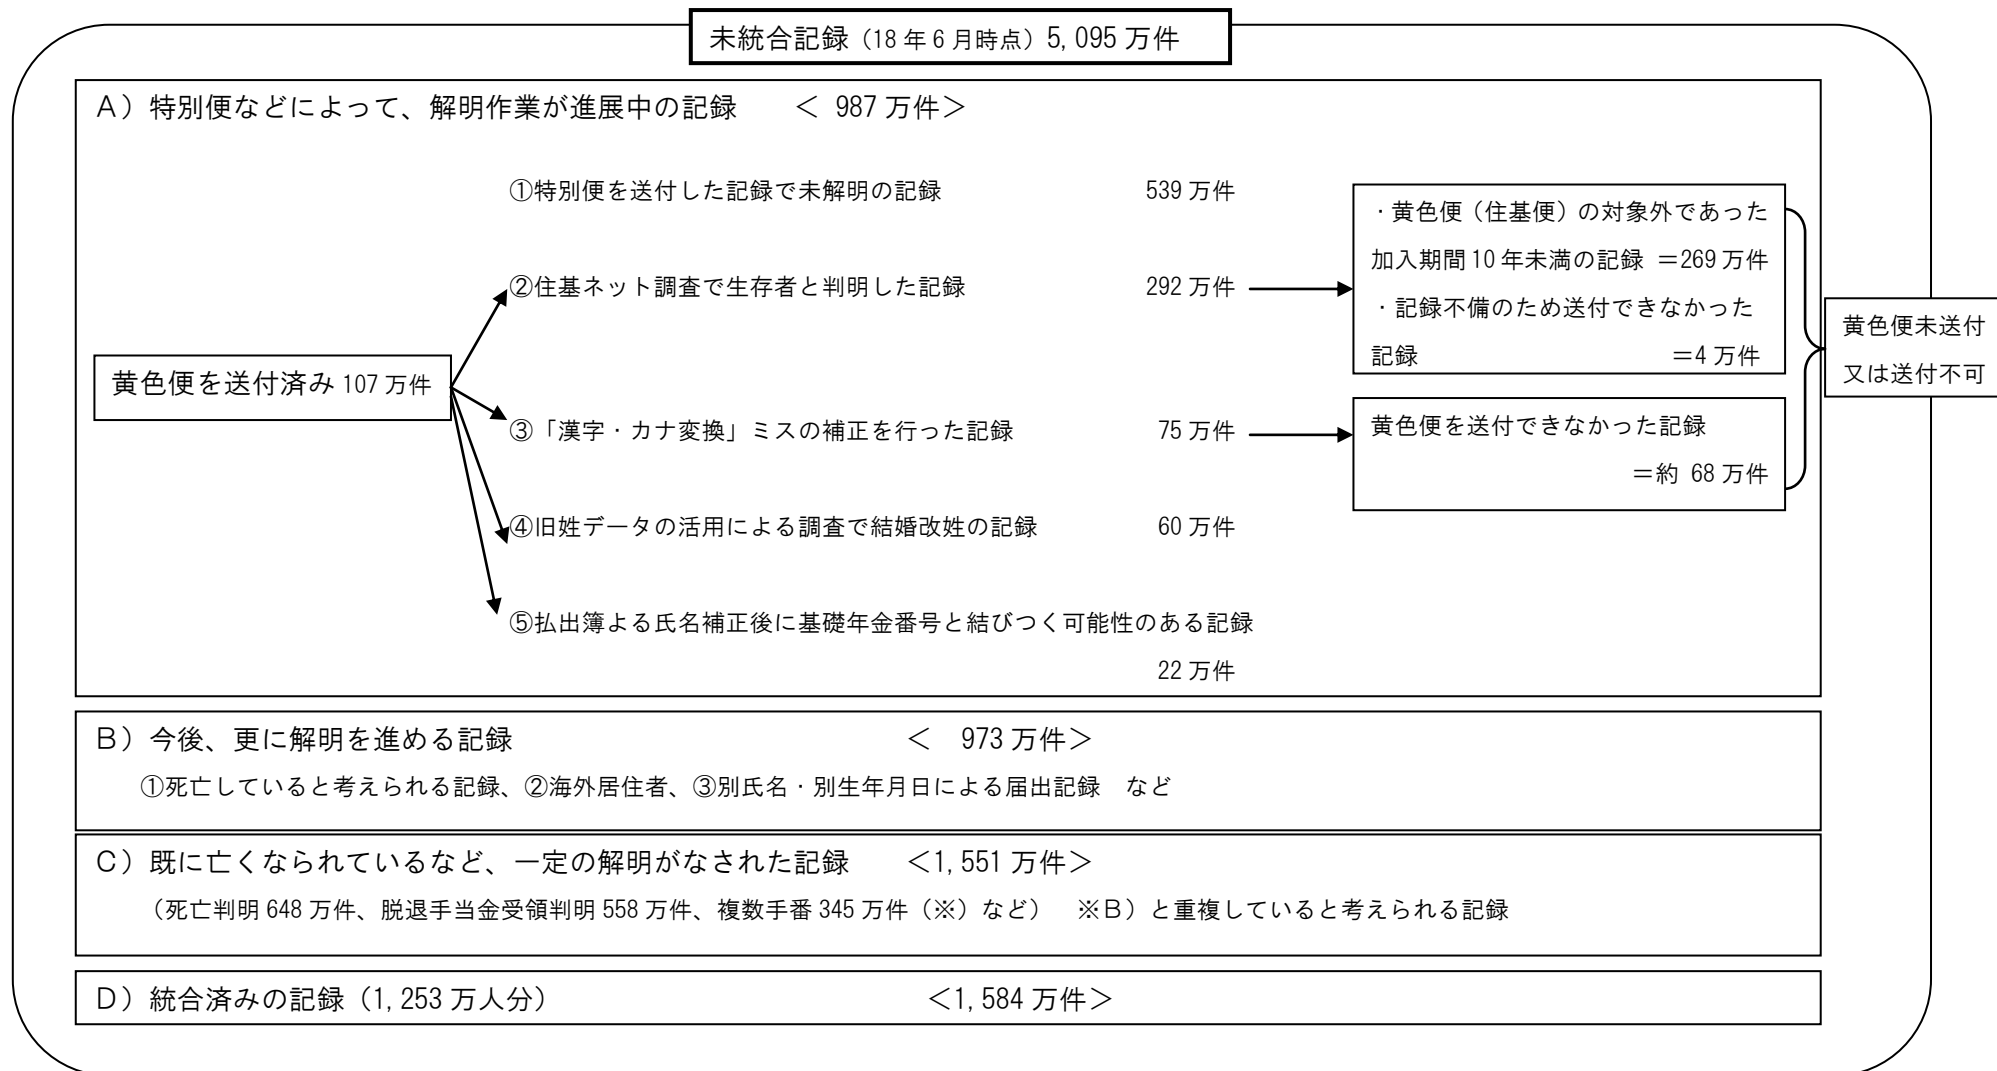 未統合記録（18年6月時点）5,095万件
A）特別便などによって、解明作業が進展中の記録　＜ 987万件＞
①特別便を送付した記録で未解明の記録　539万件
②住基ネット調査で生存者と判明した記録　292万件
・黄色便（住基便）の対象外であった
加入期間10年未満の記録 ＝269万件
・記録不備のため送付できなかった
記録　＝4万件
黄色便未送付
又は送付不可
黄色便を送付済み 107万件
③「漢字・カナ変換」ミスの補正を行った記録　75万件
黄色便を送付できなかった記録
＝約 68万件
④旧姓データの活用による調査で結婚改姓の記録　60万件
⑤払出簿よる氏名補正後に基礎年金番号と結びつく可能性のある記録
22万件
B）今後、更に解明を進める記録　＜ 973万件＞
①死亡していると考えられる記録、②海外居住者、③別氏名・別生年月日による届出記録　など
C）既に亡くなられているなど、一定の解明がなされた記録　＜1,551万件＞
（死亡判明648万件、脱退手当金受領判明558万件、複数手番345万件（※）など）　※B）と重複していると考えられる記録
D）統合済みの記録（1,253万人分）　＜1,584万件＞